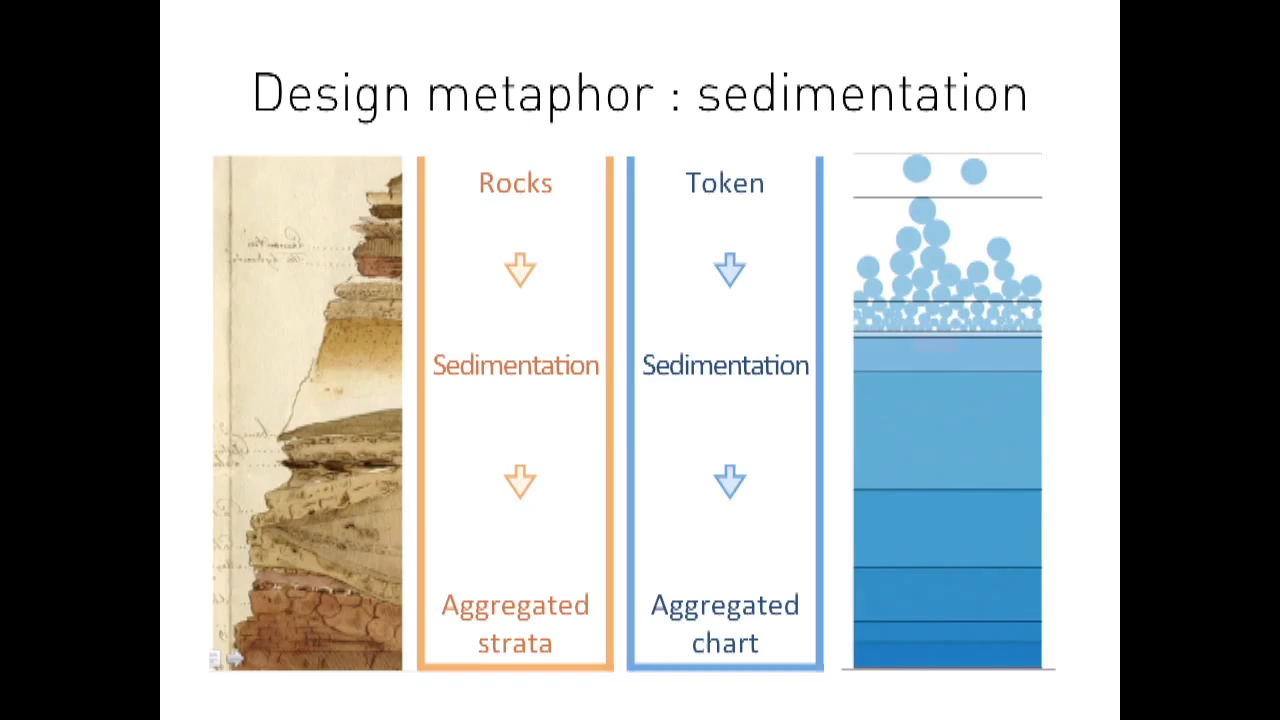 Design metaphor : sedimentation
Rocks
Sedimentation
Aggregated
strata
Token
Sedimentation
Aggregated
chart